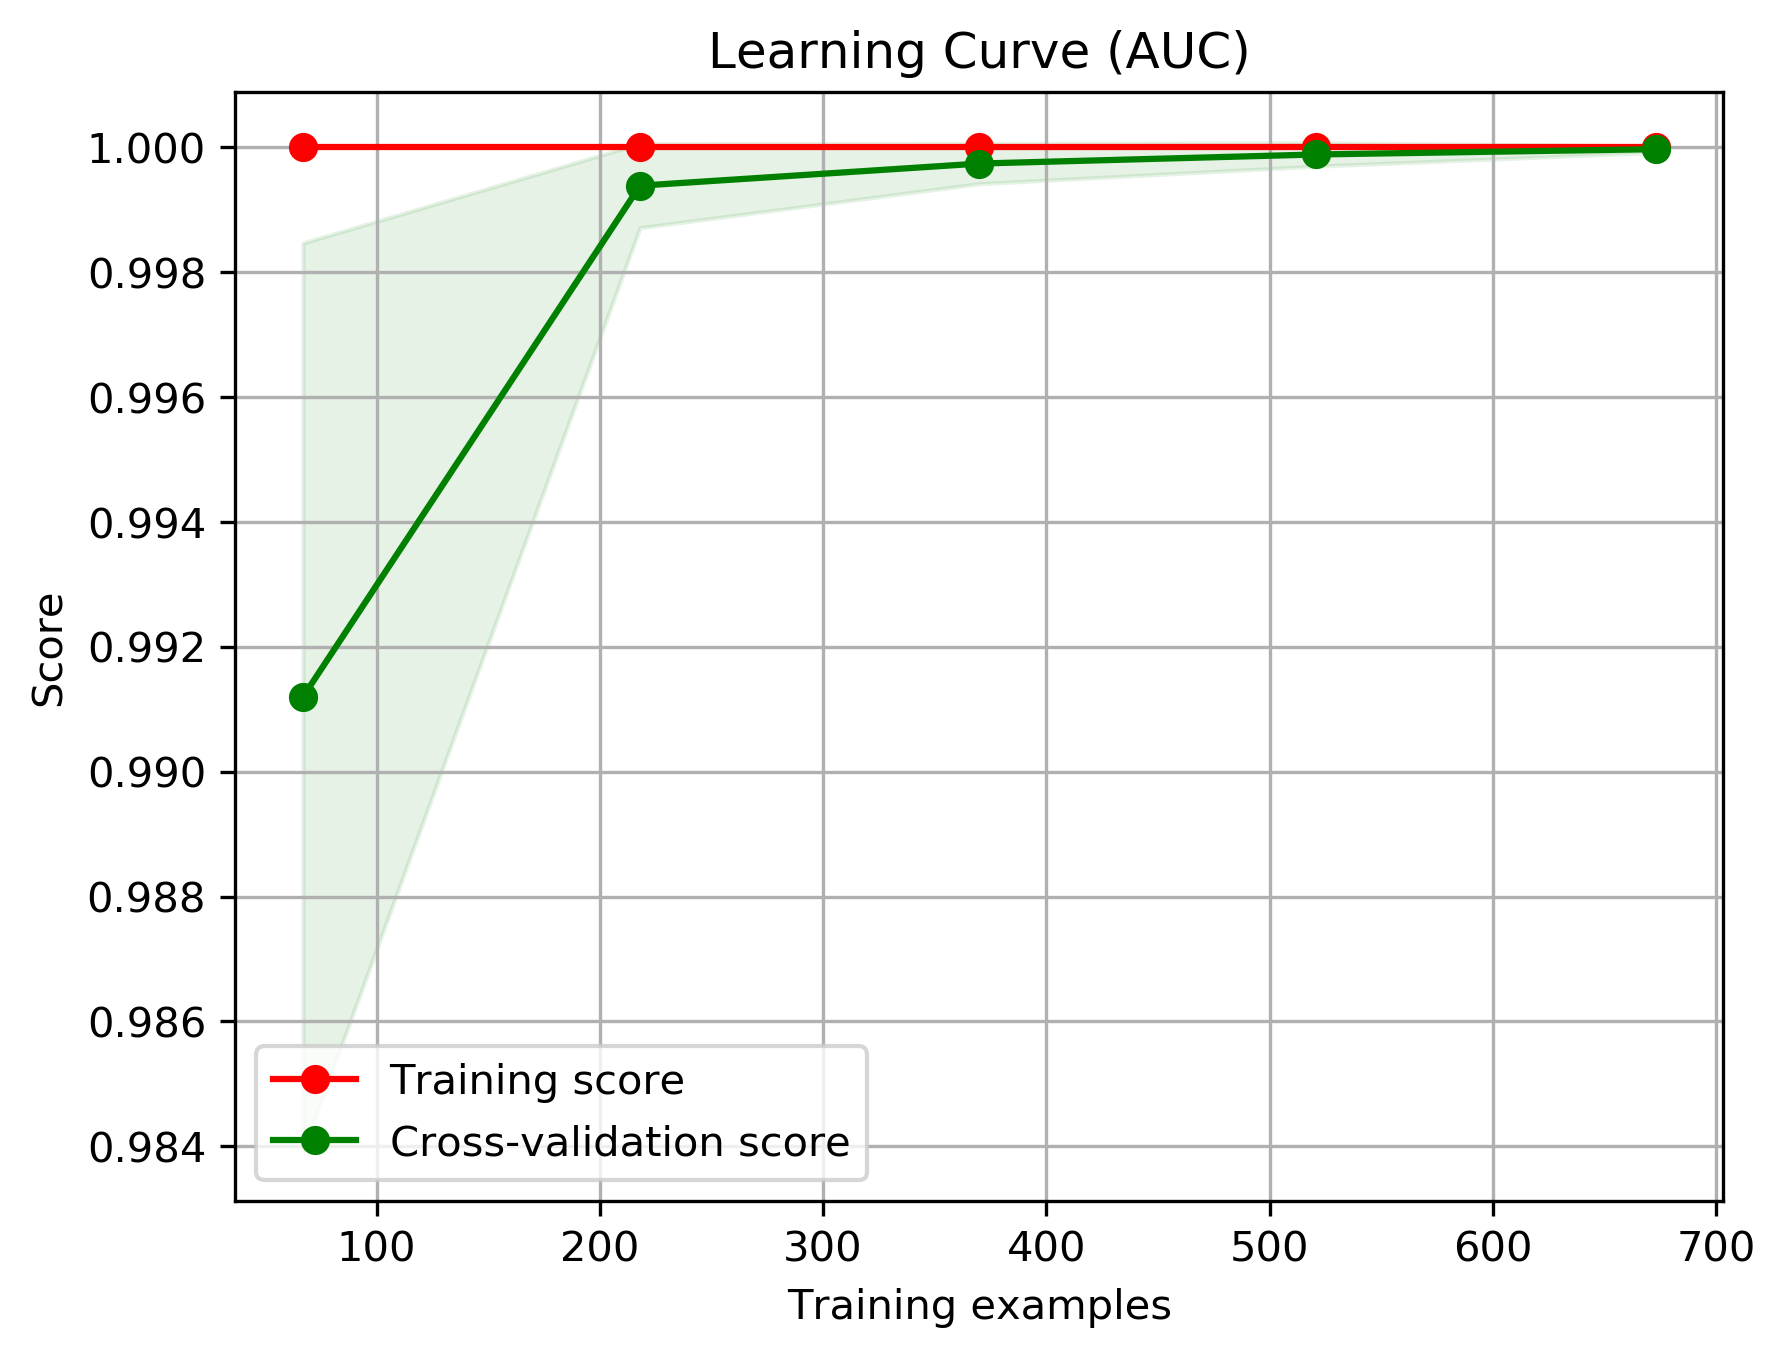 Learning Curve (AUC)
1.000
0.998
0.996
0.994
0.992
0.990
0.988
0.986
0.984
Score
Training score
Cross-validation score
100 200 300 400 500 600 700
Training examples